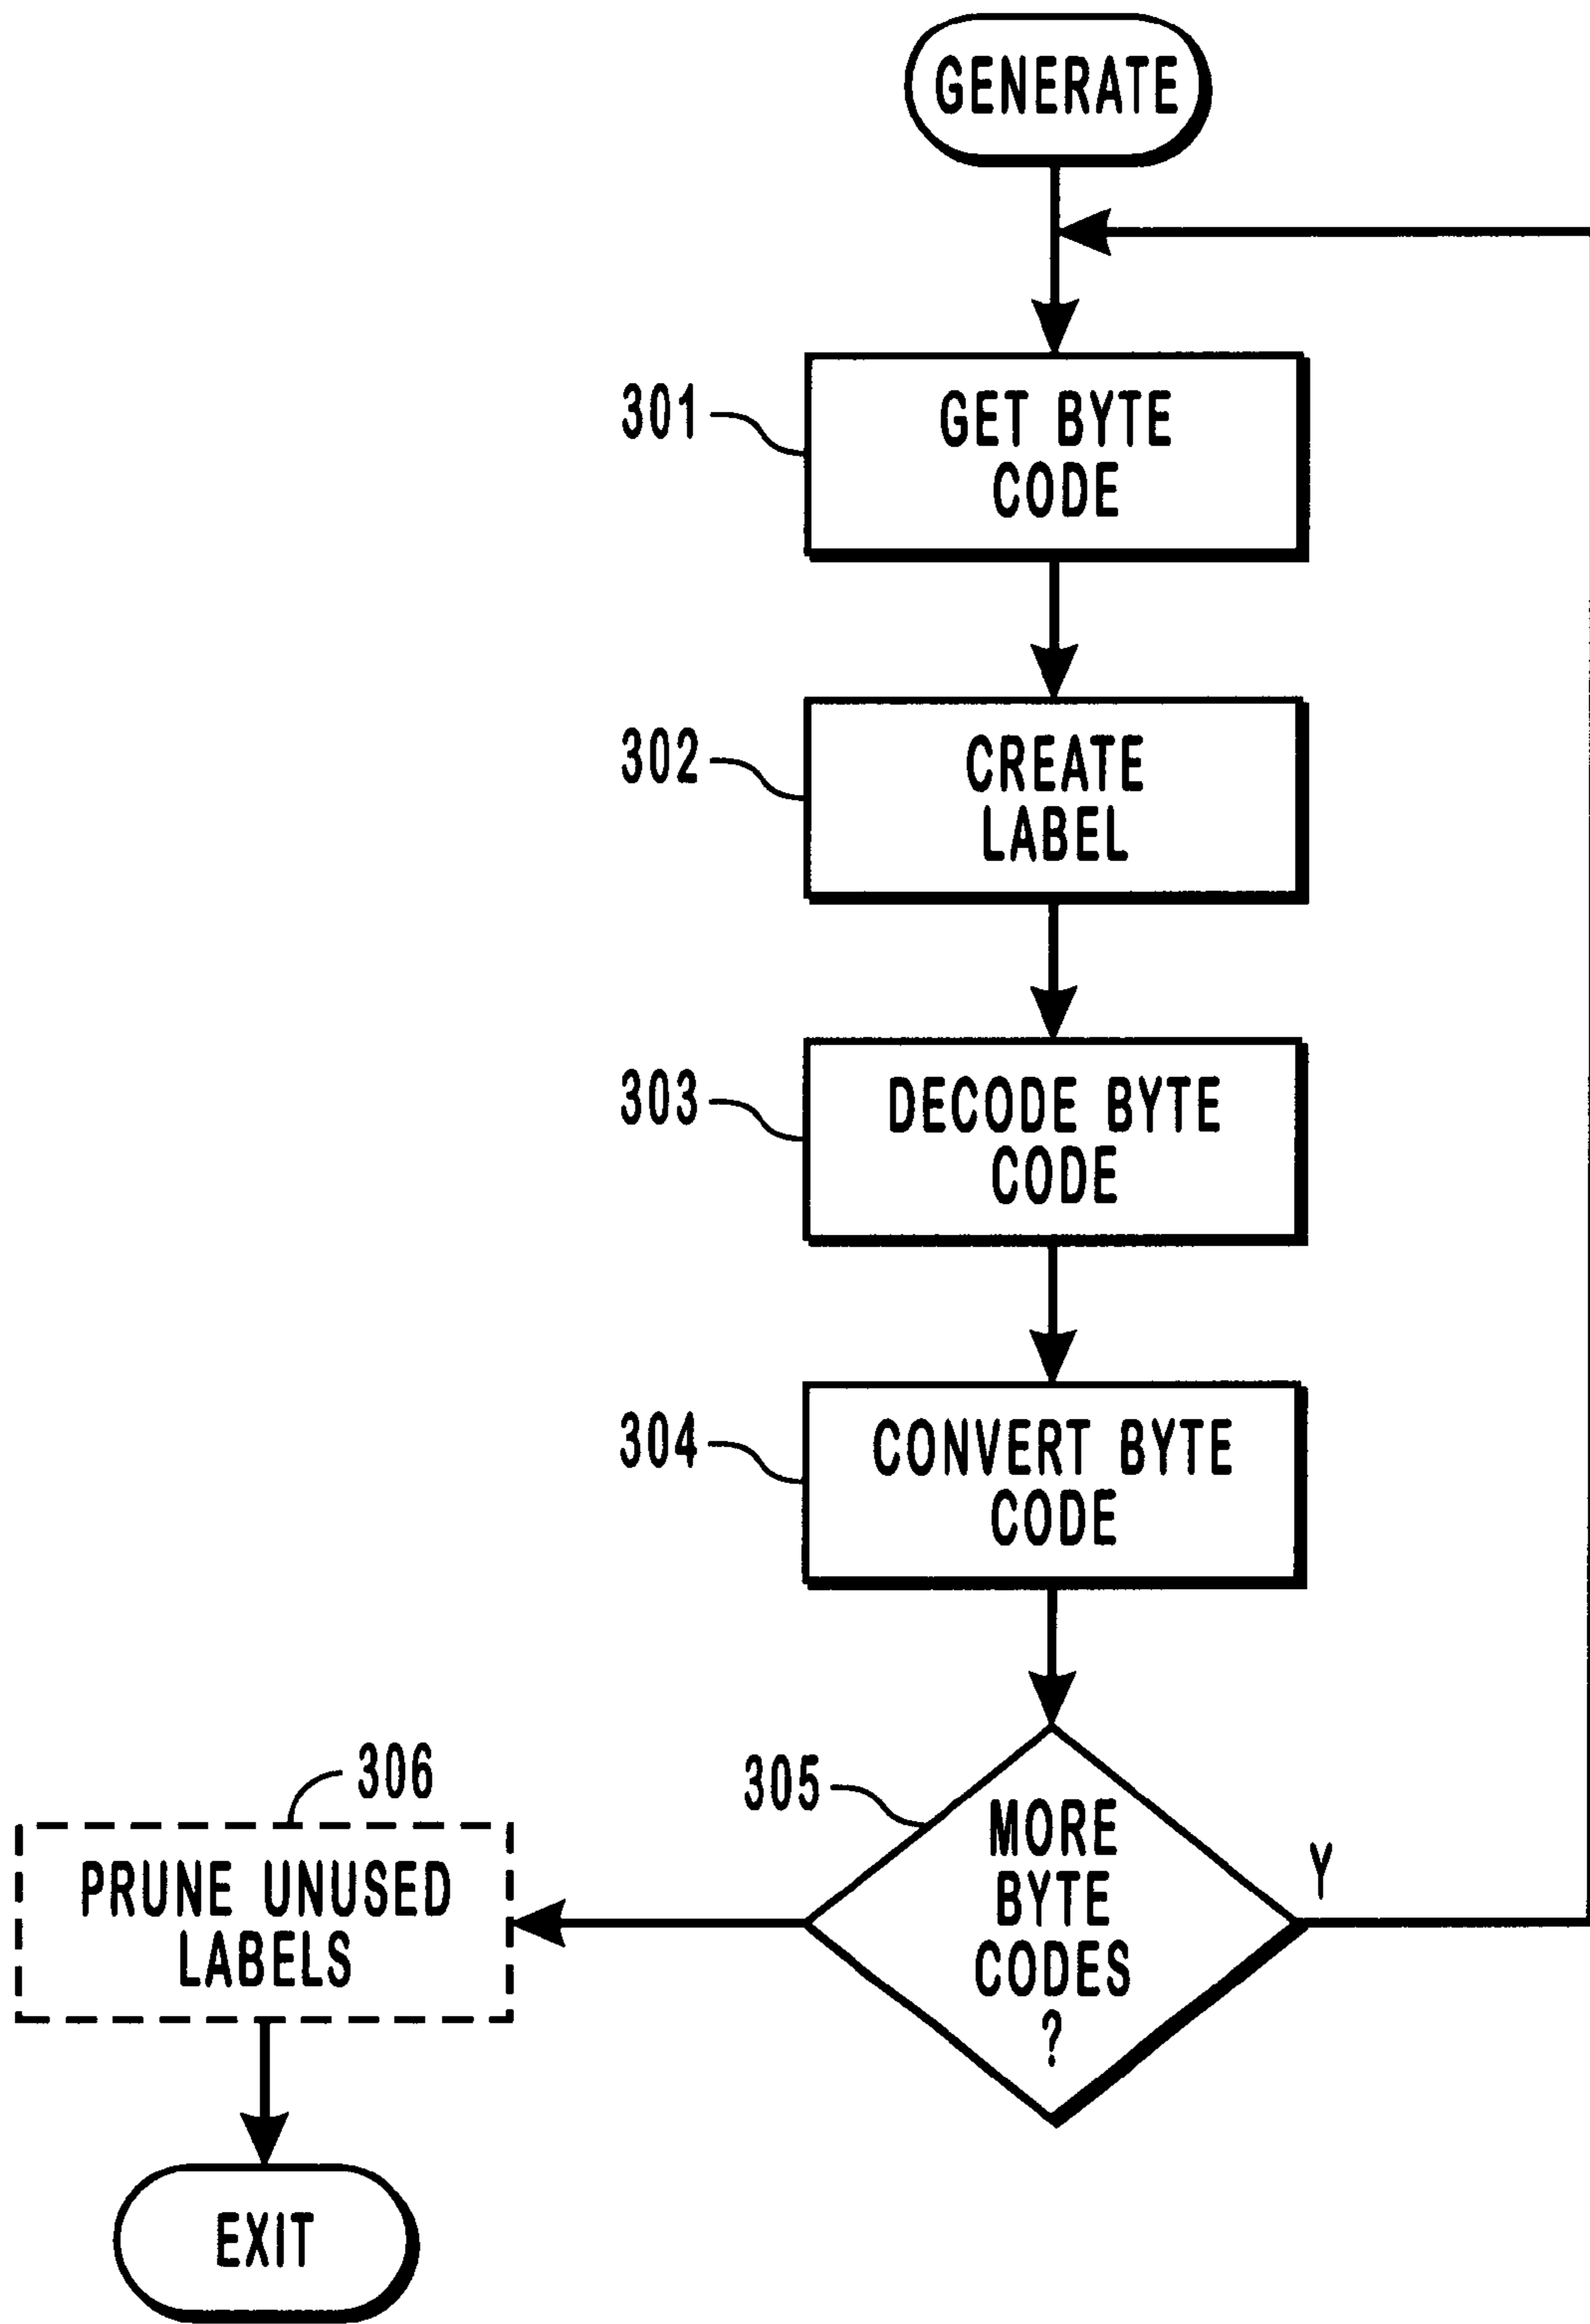 GENERATE
301
GET BYTE
CODE
302
CREATE
LABEL
303
DECODE BYTE
CODE
304
CONVERT BYTE
CODE
305
MORE
BYTE
CODES
?
Y
306
PRUNE UNUSED
LABELS
EXIT